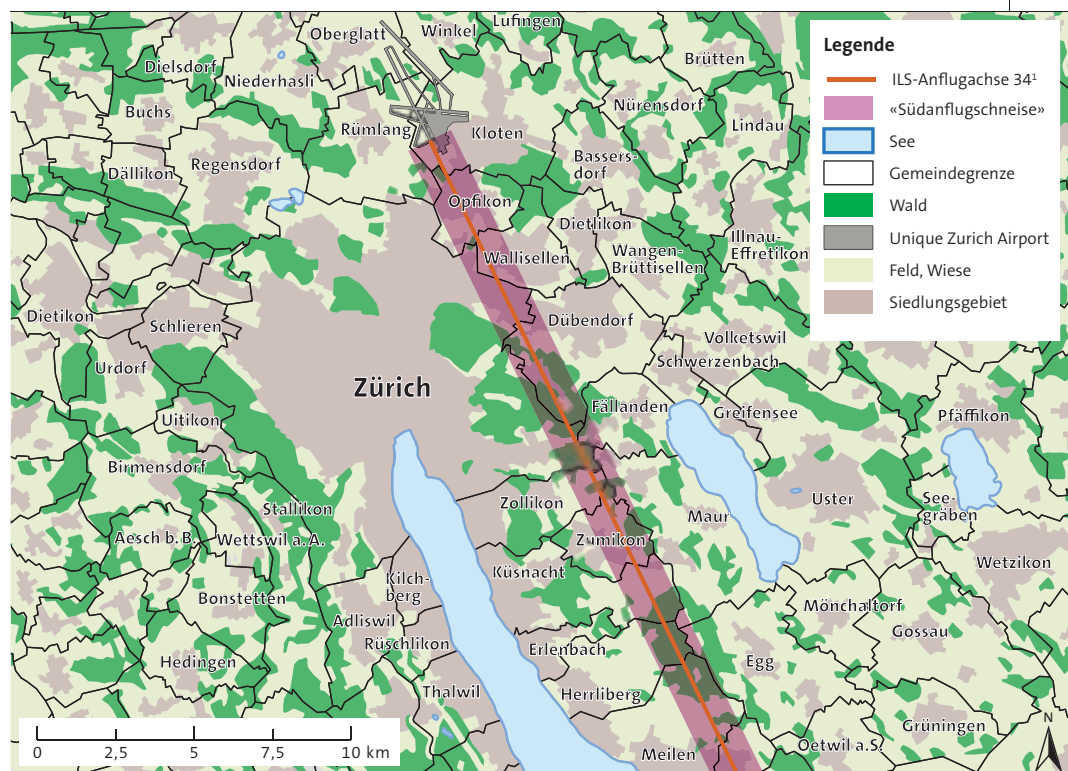 Lufingen
Oberglatt
Winkel
Dielsdorf
Niederhasli
Brütten
Buchs
Nürensdorf
Rümlang
Kloten
Lindau
Regensdorf
Dällikon
Bassers-
dorf
Opfikon
Dietlikon
Wallisellen
Wangen-
Brüttisellen
Illnau-
Effretikon
Dietikon
Schlieren
Dübendorf
Volketswil
Schwerzenbach
Urdorf
Zürich
Fällanden
Greifensee
Pfäffikon
Uitikon
Birmensdorf
Zollikon
Uster
See-
gräben
Stallikon
Maur
Aesch b.B.
Wettswil a.A.
Zumikon
Wetzikon
Küsnacht
Kilch-
berg
Bonstetten
Mönchaltorf
Adliswil
Gossau
Rüschlikon
Erlenbach
Hedingen
Egg
Thalwil
Herrliberg
Grüningen
Oetwil a.S.
Meilen
Legende
ILS-Anflugachse 34¹
«Südanflugschneise»
See
Gemeindegrenze
Wald
Unique Zurich Airport
Feld, Wiese
Siedlungsgebiet
0 2,5 5 7,5 10 km
N